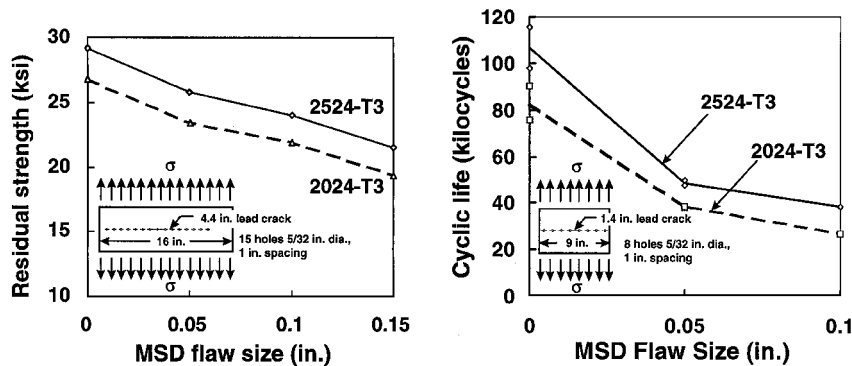 Residual strength (ksi)
30
25
20
15
10
2524-T3
2024-T3
σ
4.4 in. lead crack
16 in.
15 holes 5/32 in. dia.,
1 in. spacing
σ
0 0.05 0.1 0.15
MSD flaw size (in.)
Cyclic life (kilocycles)
120
100
80
60
40
20
0
2524-T3
2024-T3
σ
1.4 in. lead crack
9 in.
8 holes 5/32 in. dia.,
1 in. spacing
σ
0 0.05 0.1
MSD Flaw Size (in.)